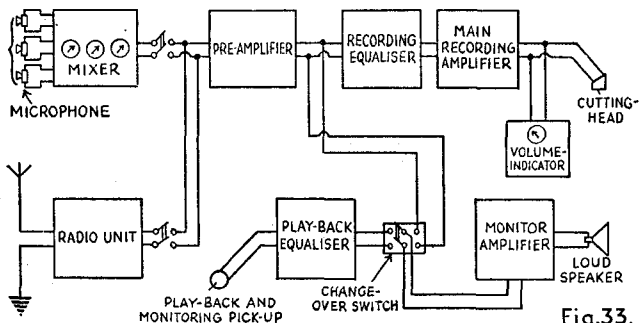 MIXER
MICROPHONE
PRE-AMPLIFIER
RECORDING
EQUALISER
MAIN
RECORDING
AMPLIFIER
CUTTING-
HEAD
VOLUME-
INDICATOR
RADIO UNIT
PLAY-BACK
EQUALISER
MONITOR
AMPLIFIER
LOUD
SPEAKER
PLAY-BACK AND
MONITORING PICK-UP
CHANGE-
OVER SWITCH
Fig.33.